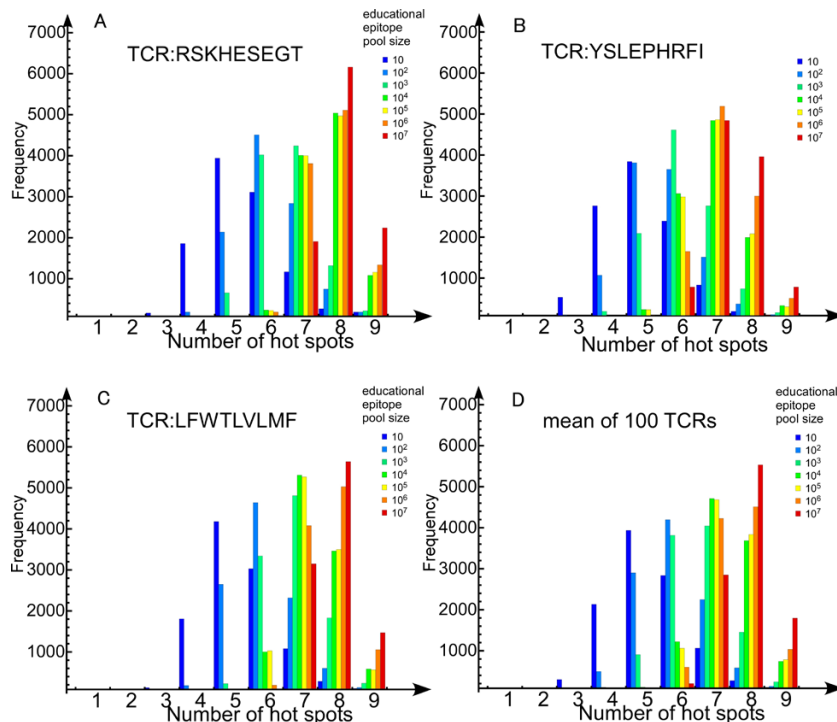 A
TCR:RSKHESEGT
educational
epitope
pool size
10
10²
10³
10⁴
10⁵
10⁶
10⁷
7000
6000
5000
4000
3000
2000
1000
Frequency
1 2 3 4 5 6 7 8 9
Number of hot spots
B
TCR:YSLEPHRFI
educational
epitope
pool size
10
10²
10³
10⁴
10⁵
10⁶
10⁷
7000
6000
5000
4000
3000
2000
1000
Frequency
1 2 3 4 5 6 7 8 9
Number of hot spots
C
TCR:LFWTLVLMF
educational
epitope
pool size
10
10²
10³
10⁴
10⁵
10⁶
10⁷
7000
6000
5000
4000
3000
2000
1000
Frequency
1 2 3 4 5 6 7 8 9
Number of hot spots
D
mean of 100 TCRs
educational
epitope
pool size
10
10²
10³
10⁴
10⁵
10⁶
10⁷
7000
6000
5000
4000
3000
2000
1000
Frequency
1 2 3 4 5 6 7 8 9
Number of hot spots